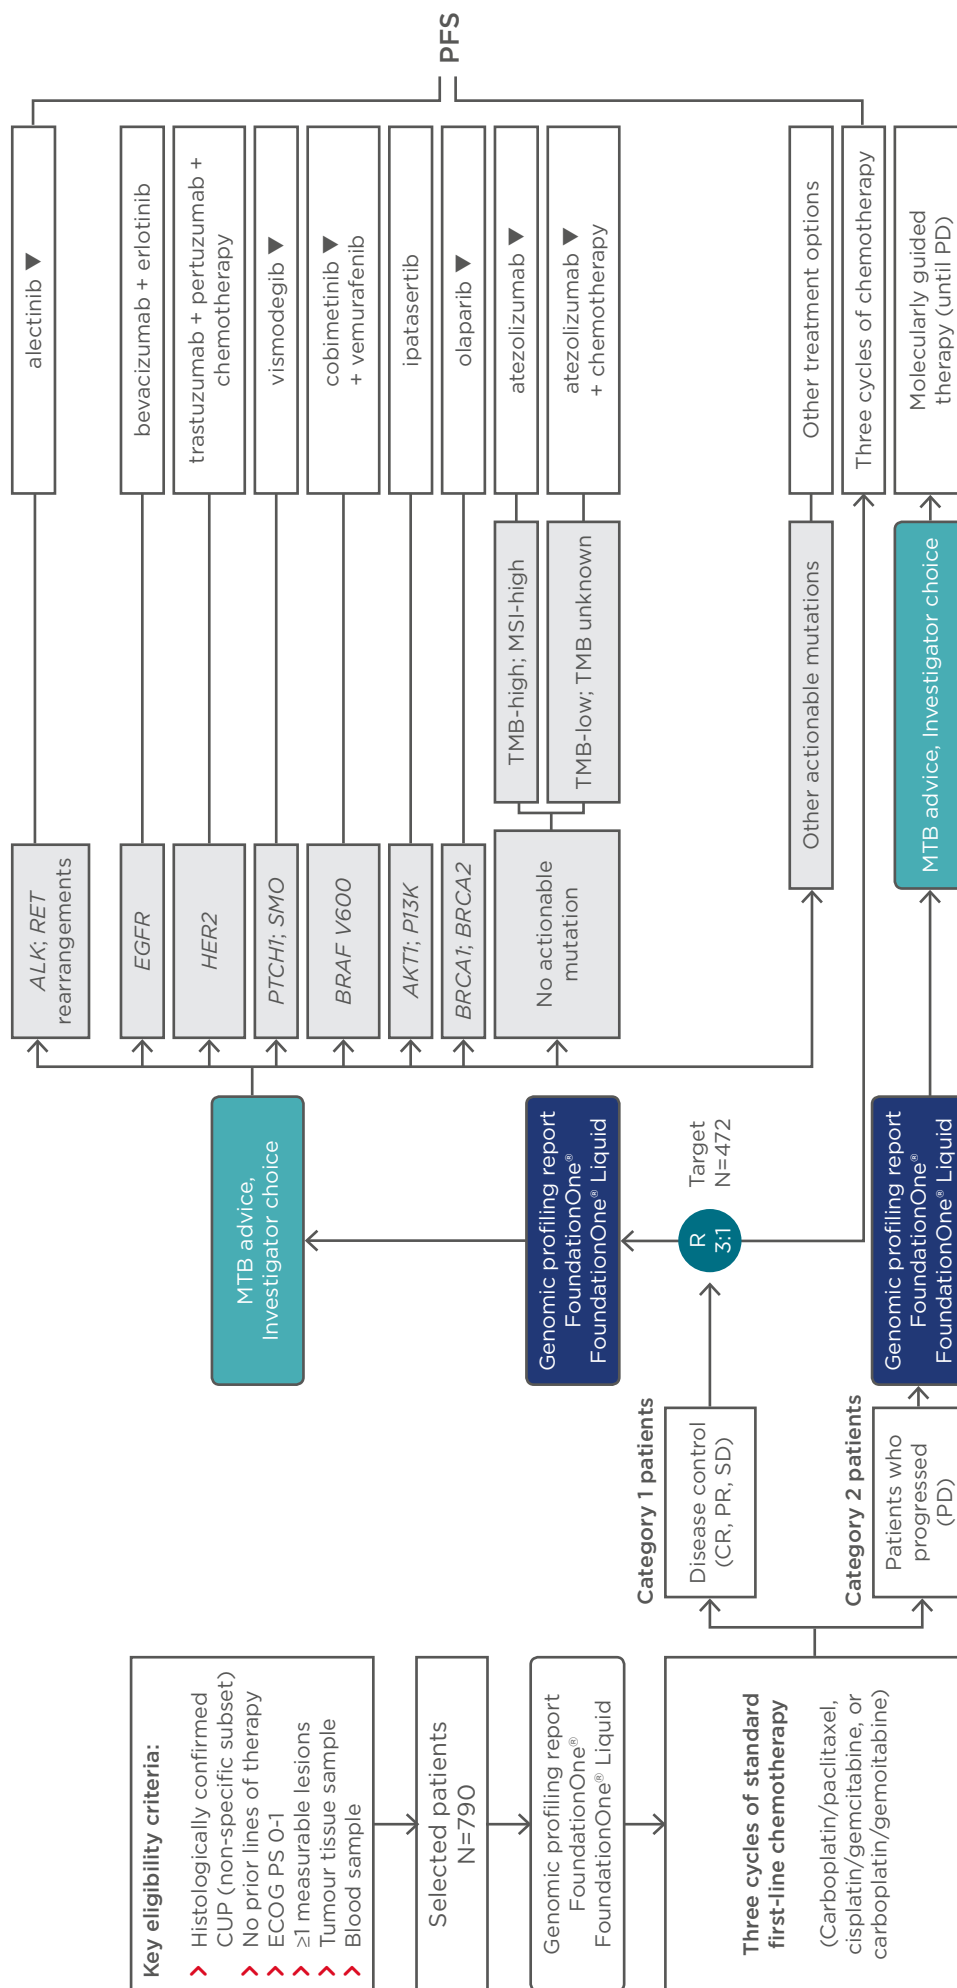 Key eligibility criteria:
Histologically confirmed
CUP (non-specific subset)
No prior lines of therapy
ECOG PS 0-1
≥1 measurable lesions
Tumour tissue sample
Blood sample
Selected patients
N=790
Genomic profiling report
FoundationOne®
FoundationOne® Liquid
Three cycles of standard
first-line chemotherapy
(Carboplatin/paclitaxel,
cisplatin/gemcitabine, or
carboplatin/gemoitabine)
Category 1 patients
Disease control
(CR, PR, SD)
Category 2 patients
Patients who
progressed
(PD)
R
3:1
Target
N=472
Genomic profiling report
FoundationOne®
FoundationOne® Liquid
MTB advice,
Investigator choice
Genomic profiling report
FoundationOne®
FoundationOne® Liquid
ALK; RET
rearrangements
EGFR
HER2
PTCH1; SMO
BRAF V600
AKT1; P13K
BRCA1; BRCA2
No actionable
mutation
TMB-high; MSI-high
TMB-low; TMB unknown
Other actionable mutations
MTB advice, Investigator choice
alectinib ▼
bevacizumab + erlotinib
trastuzumab + pertuzumab +
chemotherapy
vismodegib ▼
cobimetinib ▼
+ vemurafenib
ipatasertib
olaparib ▼
atezolizumab ▼
atezolizumab ▼
+ chemotherapy
Other treatment options
Three cycles of chemotherapy
Molecularly guided
therapy (until PD)
PFS